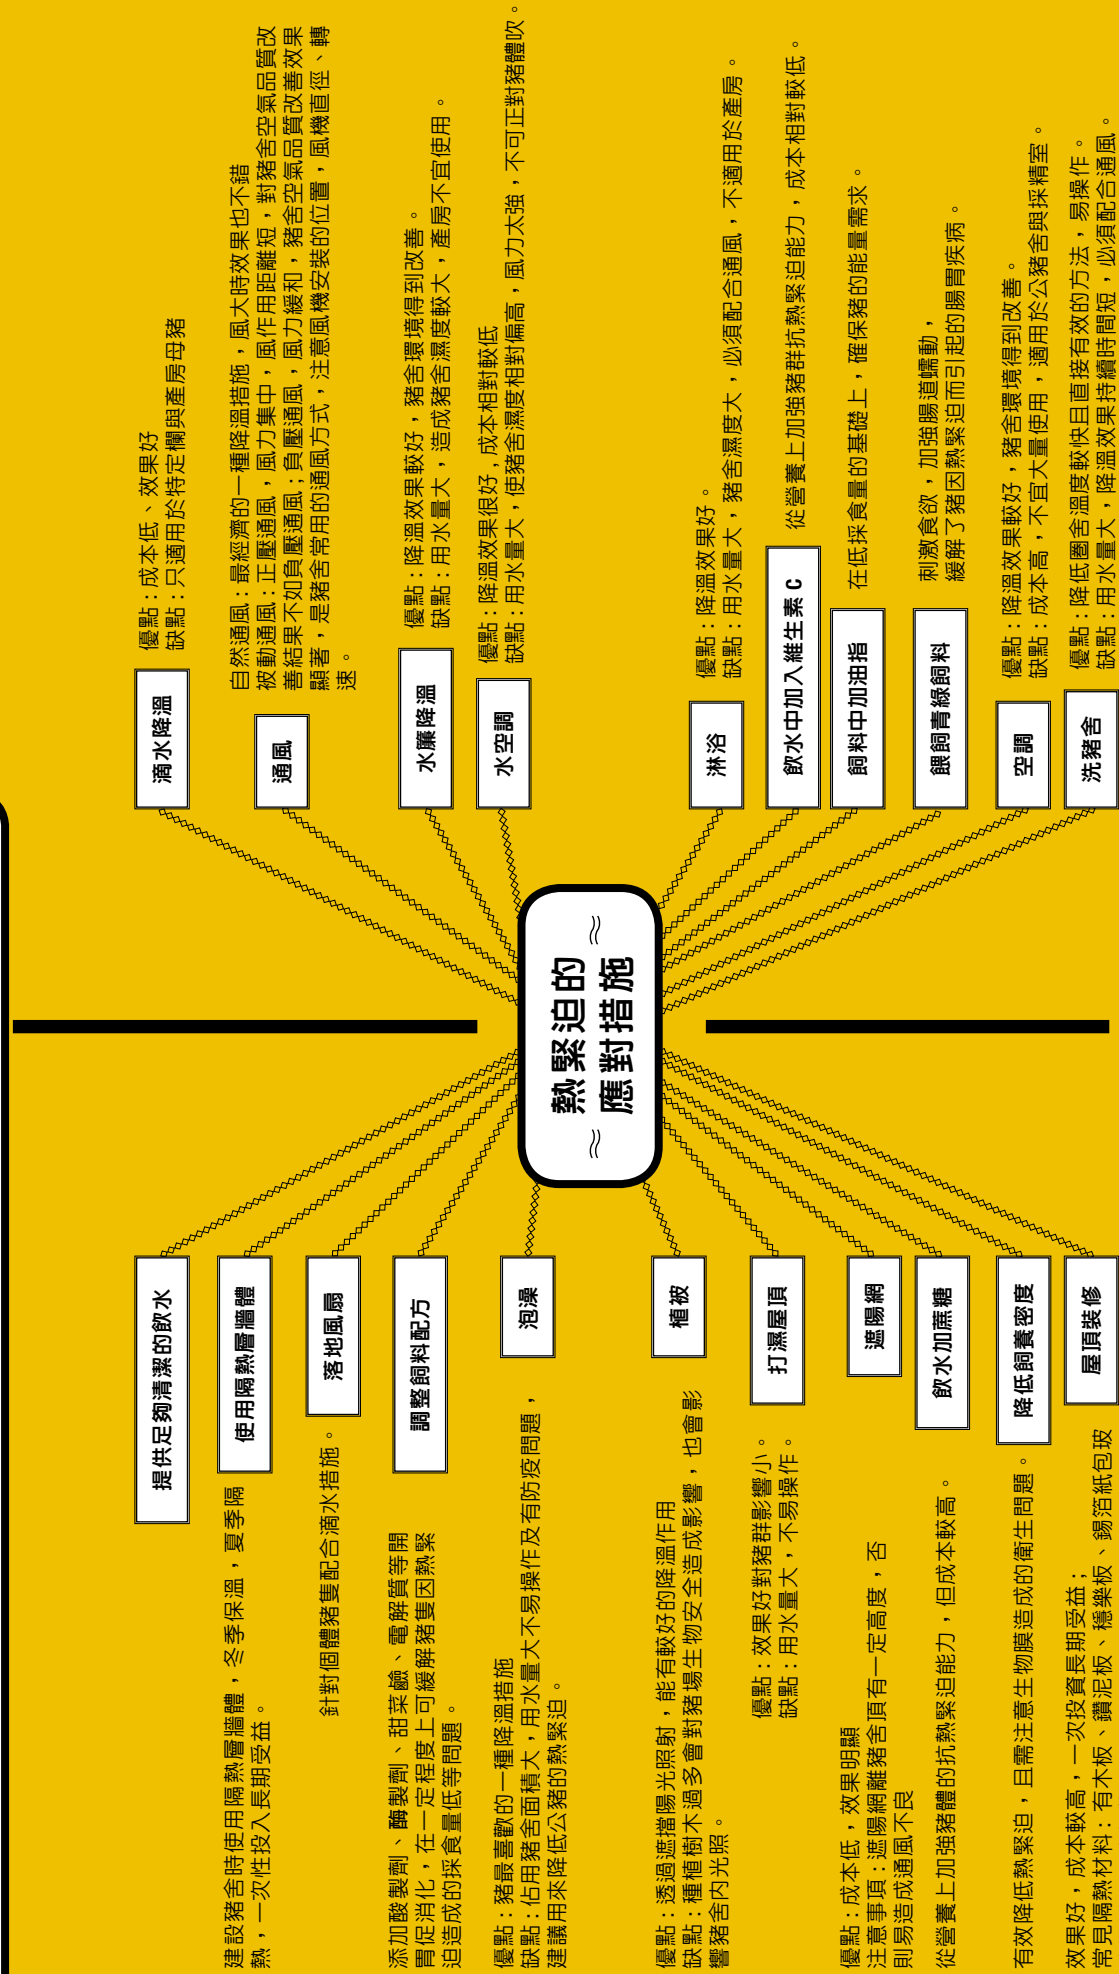 熱緊迫的
應對措施
提供足夠清潔的飲水
使用隔熱層牆體
建設豬舍時使用隔熱層牆體，冬季保溫，夏季隔
熱，一次性投入長期受益。
落地風扇
針對個體豬隻配合滴水措施。
調整飼料配方
添加酸製劑、酶製劑、甜菜鹼、電解質等開
胃促消化，在一定程度上可緩解豬隻因熱緊
迫造成的採食量低等問題。
泡澡
優點：豬最喜歡的一種降溫措施
缺點：佔用豬舍面積大，用水量大不易操作及有防疫問題，
建議用來降低公豬的熱緊迫。
植被
優點：透過遮擋陽光照射，能有較好的降溫作用
缺點：種植樹木過多會對豬場生物安全造成影響，也會影
響豬舍內光照。
打濕屋頂
優點：效果好對豬群影響小。
缺點：用水量大，不易操作。
遮陽網
優點：成本低，效果明顯
注意事項：遮陽網離豬舍頂有一定高度，否
則易造成通風不良
飲水加蔗糖
從營養上加強豬體的抗熱緊迫能力，但成本較高。
降低飼養密度
有效降低熱緊迫，且需注意生物膜造成的衛生問題。
屋頂裝修
效果好，成本較高，一次投資長期受益；
常見隔熱材料：有木板、鑽泥板、穩樂板、錫箔紙包玻
滴水降溫
優點：成本低、效果好
缺點：只適用於特定欄與產房母豬
通風
自然通風：最經濟的一種降溫措施，風大時效果也不錯
被動通風：正壓通風，風力集中，風作用距離短，對豬舍空氣品質改
善結果不如負壓通風；負壓通風，風力緩和，豬舍空氣品質改善效果
顯著，是豬舍常用的通風方式，注意風機安裝的位置，風機直徑、轉
速。
水簾降溫
優點：降溫效果較好，豬舍環境得到改善。
缺點：用水量大，造成豬舍濕度較大，產房不宜使用。
水空調
優點：降溫效果很好，成本相對較低
缺點：用水量大，使豬舍濕度相對偏高，風力太強，不可正對豬體吹。
淋浴
優點：降溫效果好。
缺點：用水量大，豬舍濕度大，必須配合通風，不適用於產房。
飲水中加入維生素 C
從營養上加強豬群抗熱緊迫能力，成本相對較低。
飼料中加油指
在低採食量的基礎上，確保豬的能量需求。
餵飼青綠飼料
刺激食欲，加強腸道蠕動，
緩解了豬因熱緊迫而引起的腸胃疾病。
空調
優點：降溫效果較好，豬舍環境得到改善。
缺點：成本高，不宜大量使用，適用於公豬舍與採精室。
洗豬舍
優點：降低圈舍溫度較快且直接有效的方法，易操作。
缺點：用水量大，降溫效果持續時間短，必須配合通風。